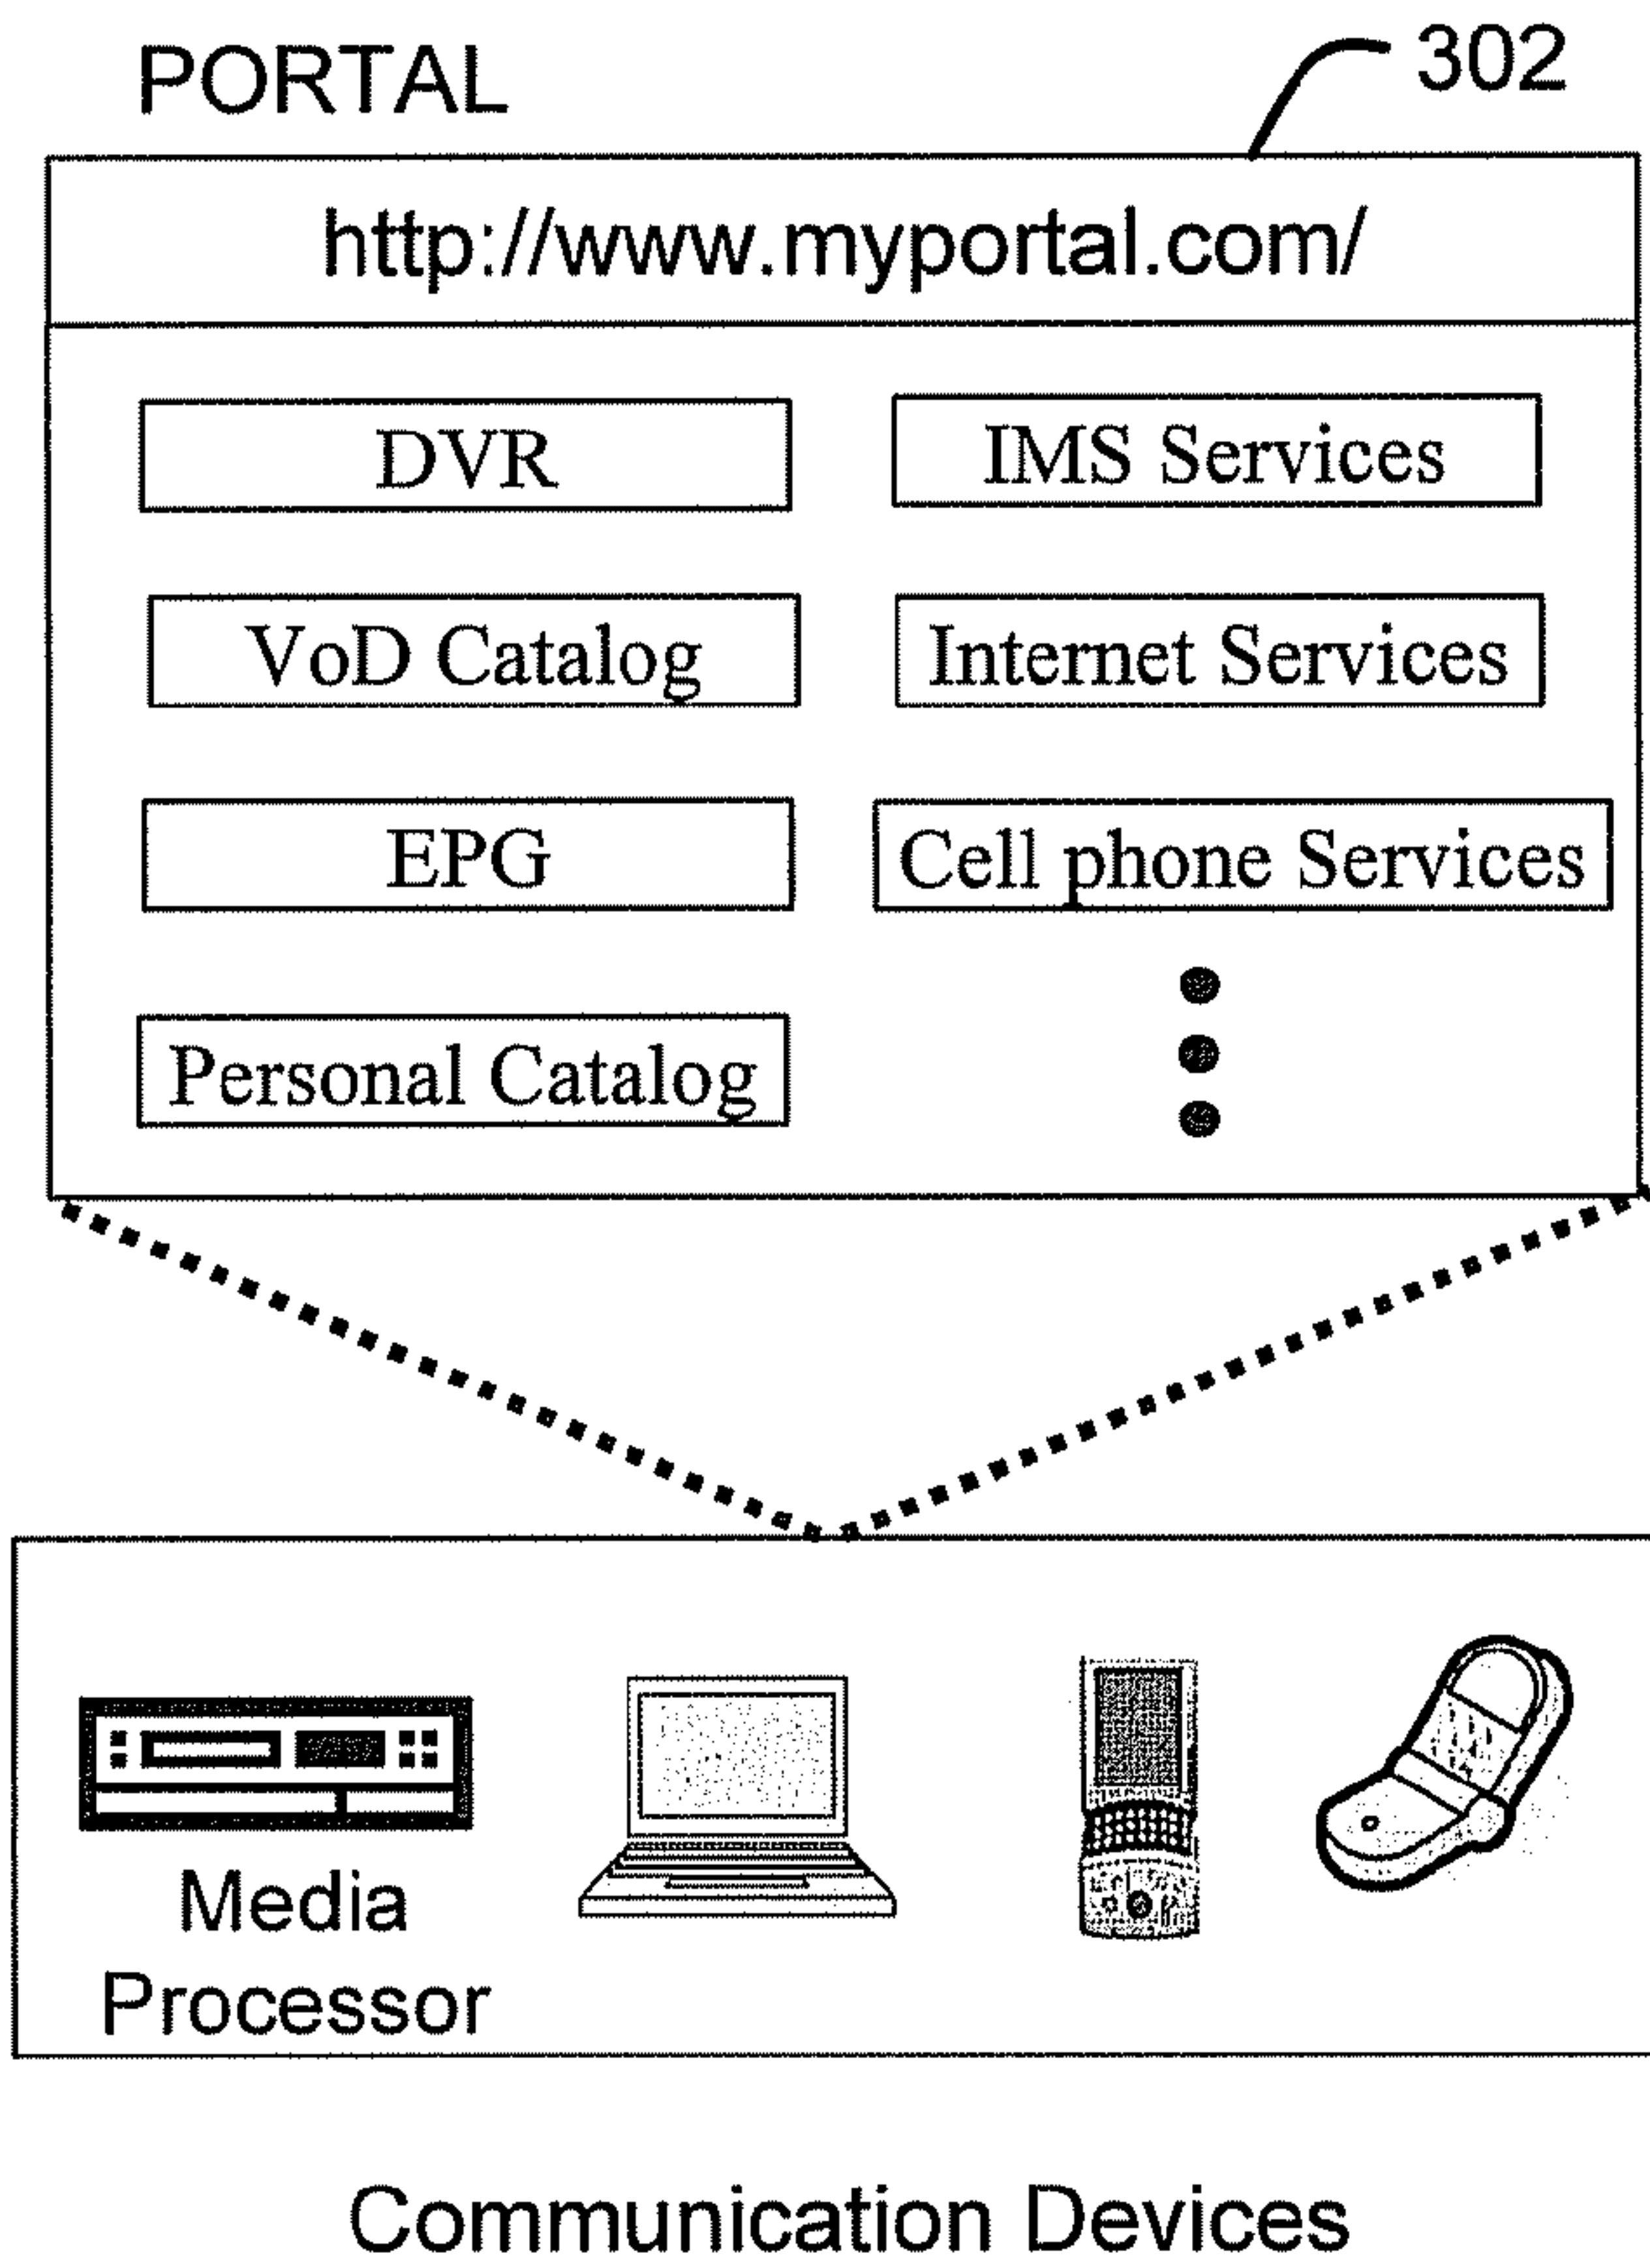 PORTAL
302
http://www.myportal.com/
DVR
IMS Services
VoD Catalog
Internet Services
EPG
Cell phone Services
Personal Catalog
Media
Processor
Communication Devices